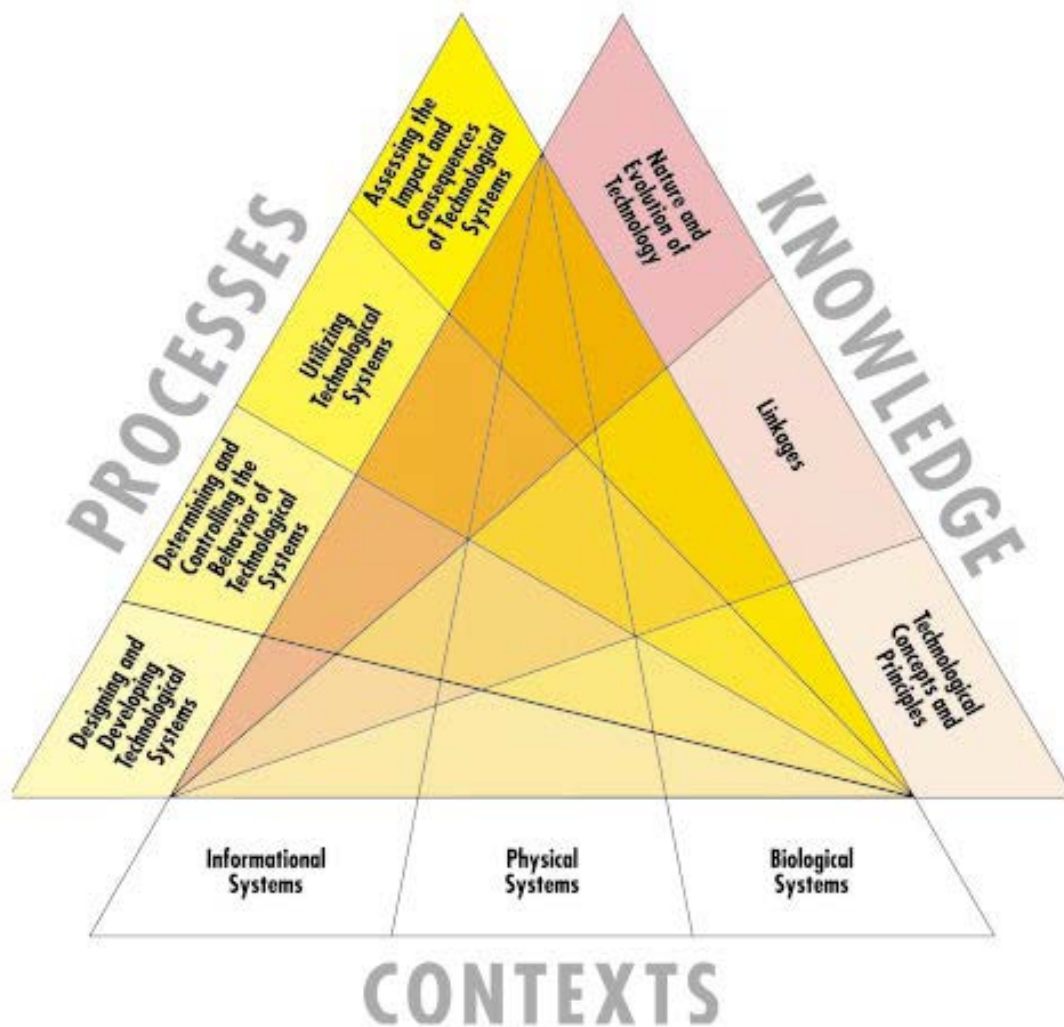 PROCESSES
Assessing the
Impact and
Consequences
of Technological
Systems
Utilizing
Technological
Systems
Determining and
Controlling the
Behavior of
Technological
Systems
Designing and
Developing
Technological
Systems
KNOWLEDGE
Nature and
Evolution of
Technology
Linkages
Technological
Concepts and
Principles
Informational
Systems
Physical
Systems
Biological
Systems
CONTEXTS